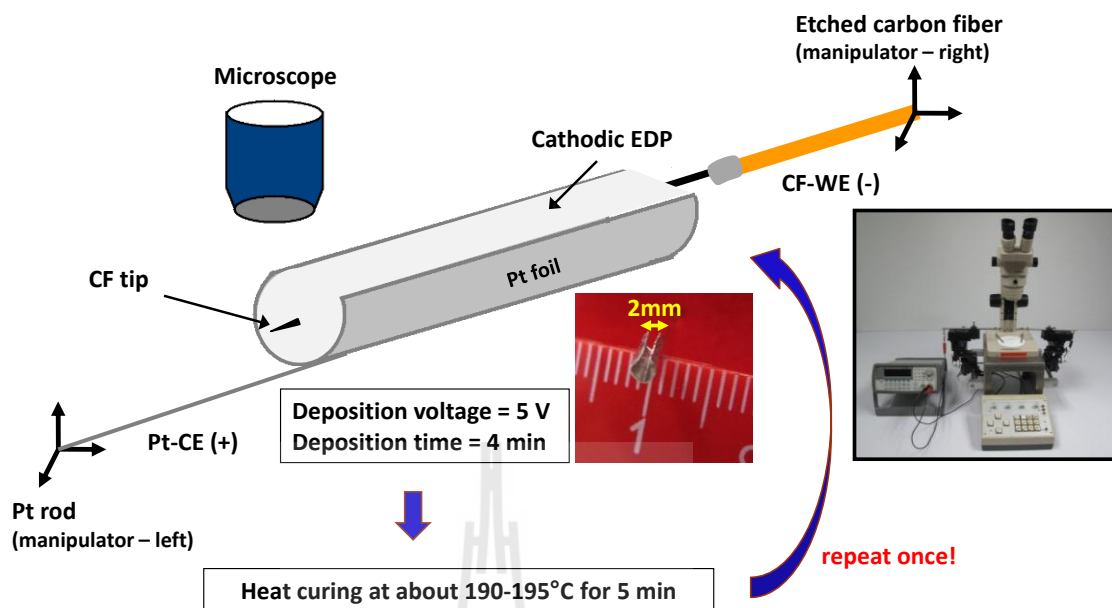 Etched carbon fiber
(manipulator – right)
Microscope
Cathodic EDP
CF-WE (-)
CF tip
Pt foil
2mm
1
Deposition voltage = 5 V
Deposition time = 4 min
Pt-CE (+)
Pt rod
(manipulator – left)
repeat once!
Heat curing at about 190-195°C for 5 min